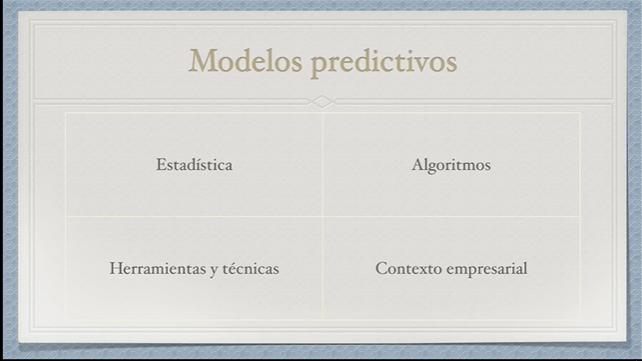 Modelos predictivos
Estadística
Algoritmos
Herramientas y técnicas
Contexto empresarial